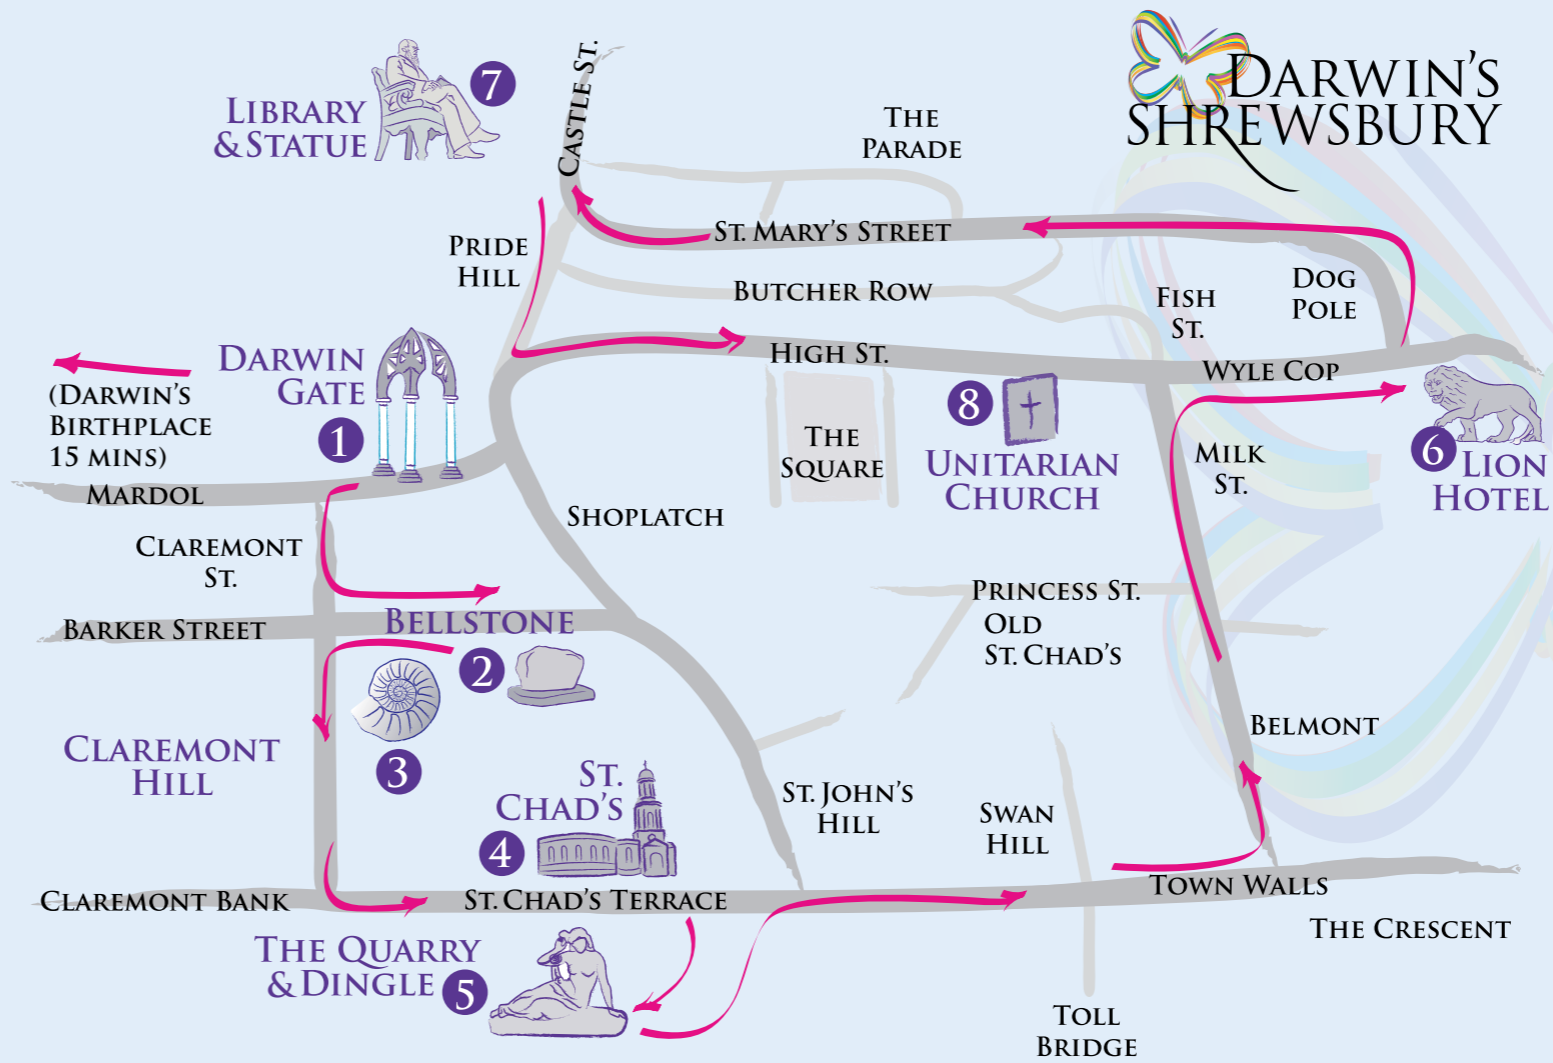 DARWIN'S
SHREWSBURY
7
LIBRARY
& STATUE
CASTLE ST.
THE
PARADE
ST. MARY'S STREET
PRIDE
HILL
BUTCHER ROW
FISH
ST.
DOG
POLE
HIGH ST.
WYLE COP
DARWIN
GATE
1
(DARWIN'S
BIRTHPLACE
15 MINS)
MARDOL
THE
SQUARE
8
UNITARIAN
CHURCH
MILK
ST.
6
LION
HOTEL
SHOPLATCH
CLAREMONT
ST.
BARKER STREET
BELLSTONE
2
PRINCESS ST.
OLD
ST. CHAD'S
3
CLAREMONT
HILL
BELMONT
ST.
CHAD'S
4
ST. JOHN'S
HILL
SWAN
HILL
CLAREMONT BANK
ST. CHAD'S TERRACE
TOWN WALLS
THE CRESCENT
THE QUARRY
& DINGLE
5
TOLL
BRIDGE